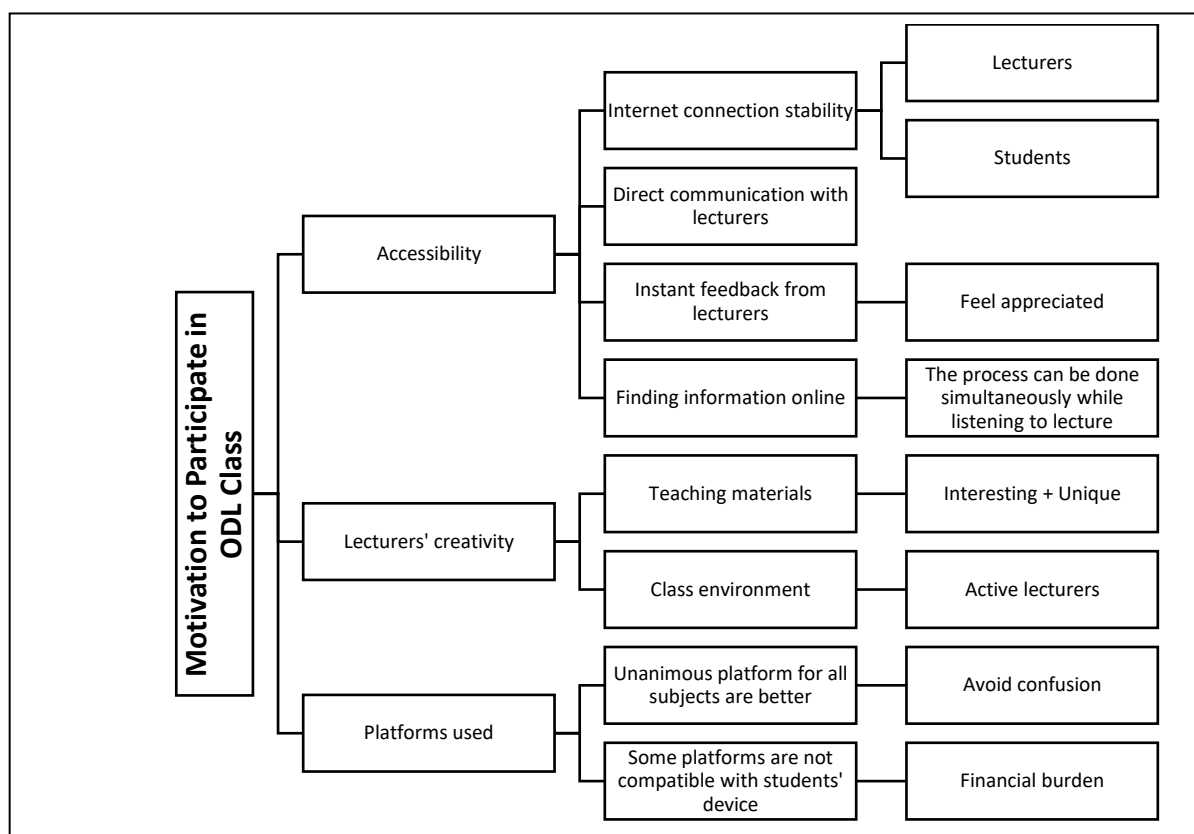 Motivation to Participate in
ODL Class
Accessibility
Internet connection stability
Lecturers
Students
Direct communication with
lecturers
Instant feedback from
lecturers
Feel appreciated
Finding information online
The process can be done
simultaneously while
listening to lecture
Lecturers' creativity
Teaching materials
Interesting + Unique
Class environment
Active lecturers
Platforms used
Unanimous platform for all
subjects are better
Avoid confusion
Some platforms are not
compatible with students'
device
Financial burden